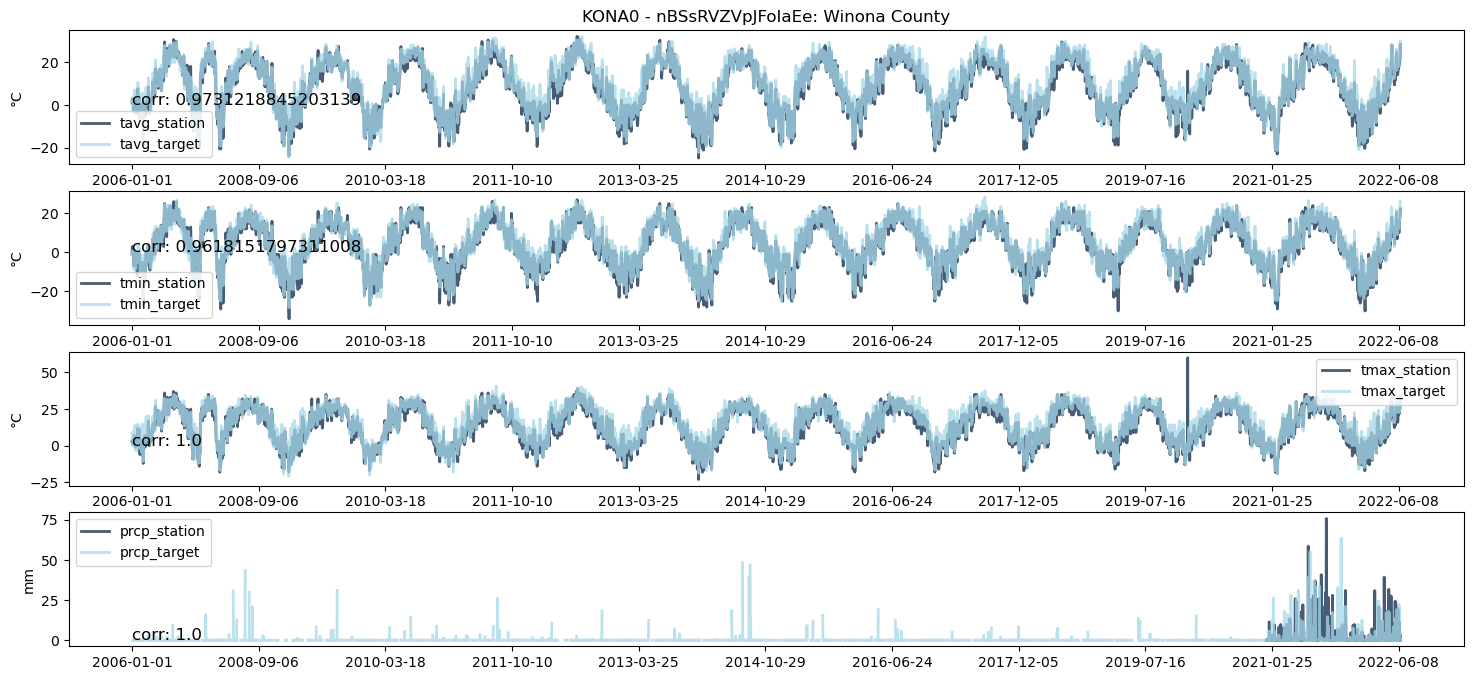 KONA0 - nBSsRVZVpJFoIaEe: Winona County
°C
20
0
−20
corr: 0.9731218845203139
tavg_station
tavg_target
2006-01-01 2008-09-06 2010-03-18 2011-10-10 2013-03-25 2014-10-29 2016-06-24 2017-12-05 2019-07-16 2021-01-25 2022-06-08
°C
20
0
−20
corr: 0.9618151797311008
tmin_station
tmin_target
2006-01-01 2008-09-06 2010-03-18 2011-10-10 2013-03-25 2014-10-29 2016-06-24 2017-12-05 2019-07-16 2021-01-25 2022-06-08
°C
50
25
0
−25
corr: 1.0
tmax_station
tmax_target
2006-01-01 2008-09-06 2010-03-18 2011-10-10 2013-03-25 2014-10-29 2016-06-24 2017-12-05 2019-07-16 2021-01-25 2022-06-08
mm
75
50
25
0
prcp_station
prcp_target
corr: 1.0
2006-01-01 2008-09-06 2010-03-18 2011-10-10 2013-03-25 2014-10-29 2016-06-24 2017-12-05 2019-07-16 2021-01-25 2022-06-08